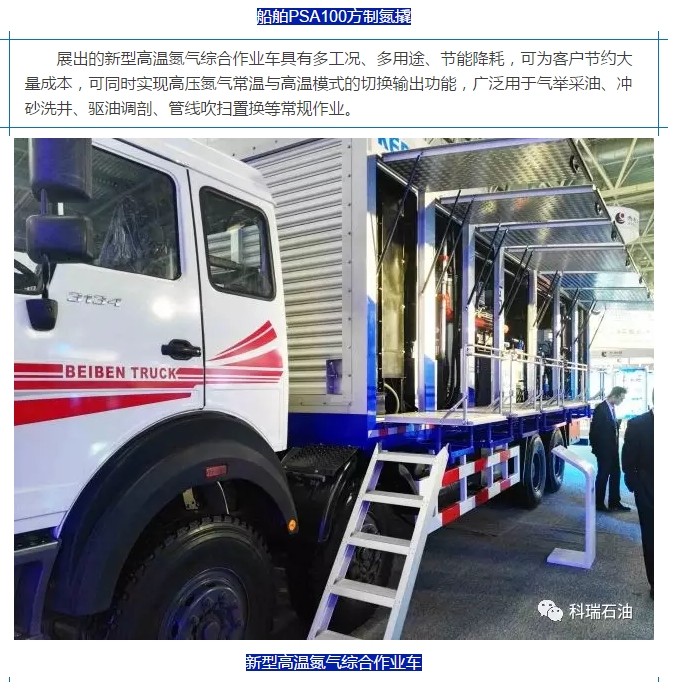 船舶PSA100方制氮撬
展出的新型高温氮气综合作业车具有多工况、多用途、节能降耗，可为客户节约大
量成本，可同时实现高压氮气常温与高温模式的切换输出功能，广泛用于气举采油、冲
砂洗井、驱油调剖、管线吹扫置换等常规作业。
3134
BEIBEN TRUCK
科瑞石油
新型高温氮气综合作业车